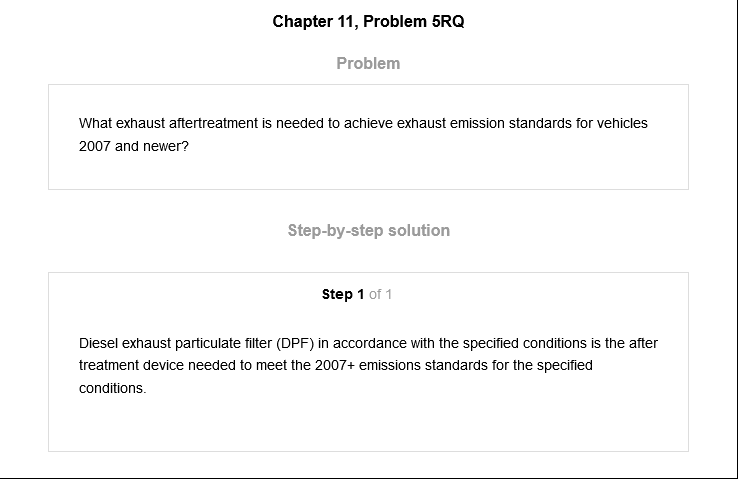 Chapter 11, Problem 5RQ
Problem
What exhaust aftertreatment is needed to achieve exhaust emission standards for vehicles
2007 and newer?
Step-by-step solution
Step 1 of 1
Diesel exhaust particulate filter (DPF) in accordance with the specified conditions is the after
treatment device needed to meet the 2007+ emissions standards for the specified
conditions.